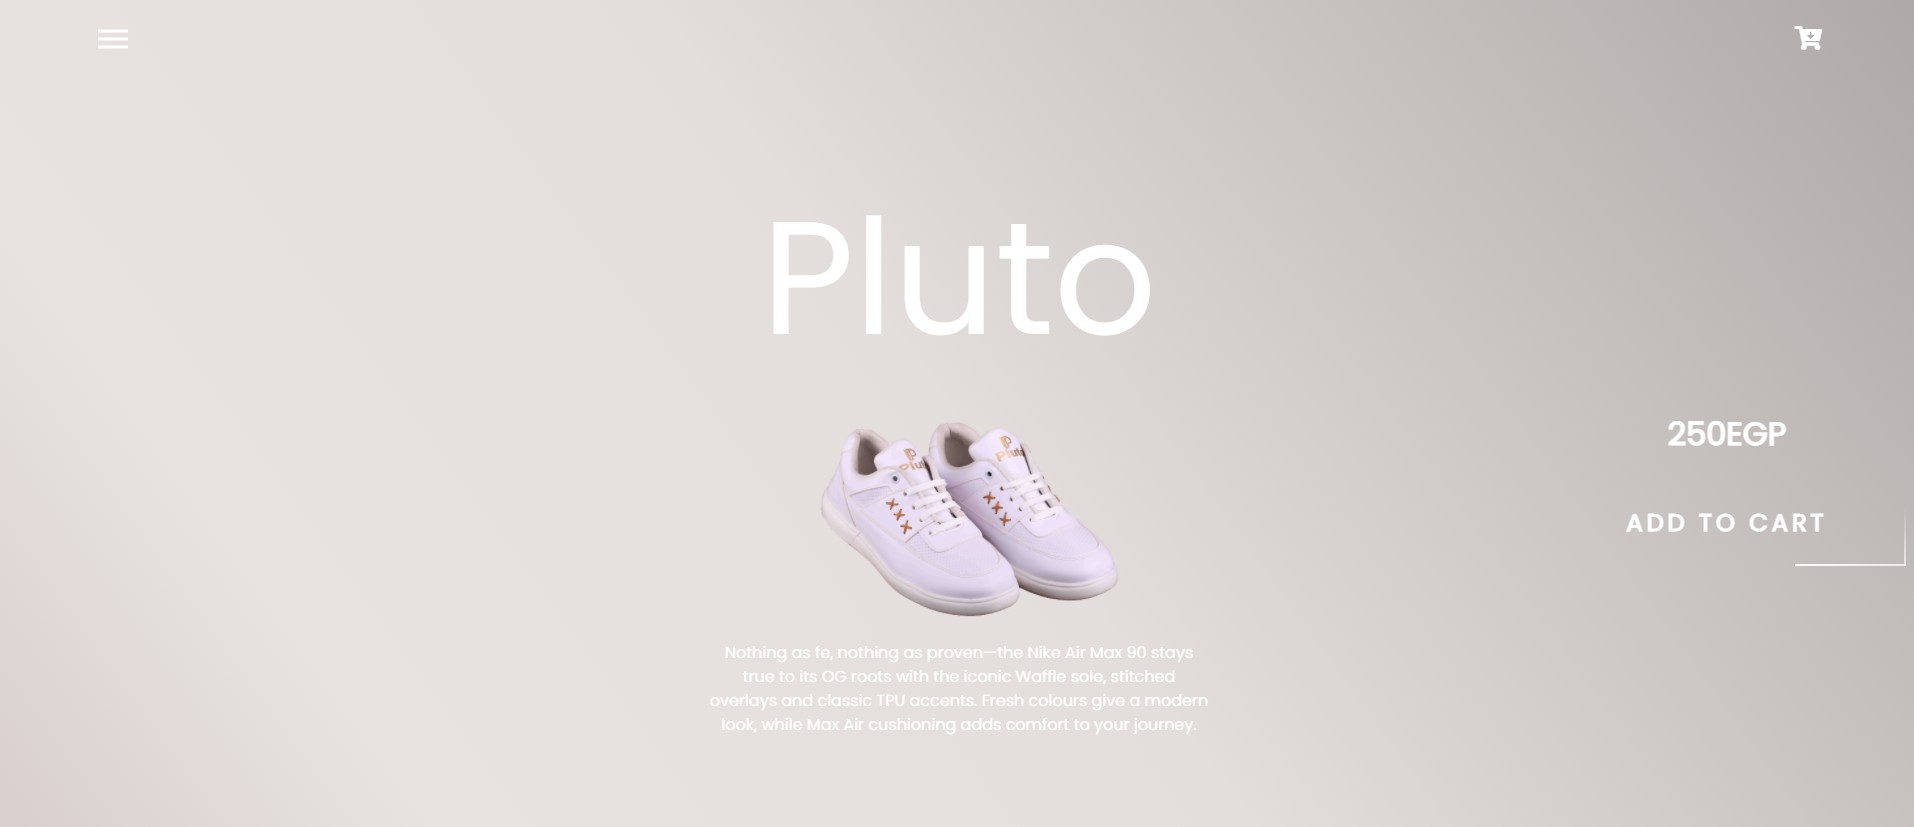 Pluto
Pluto
250EGP
ADD TO CART
Nothing as fe, nothing as proven—the Nike Air Max 90 stays
true to its OG roots with the iconic Waffle sole, stitched
overlays and classic TPU accents. Fresh colours give a modern
look, while Max Air cushioning adds comfort to your journey.